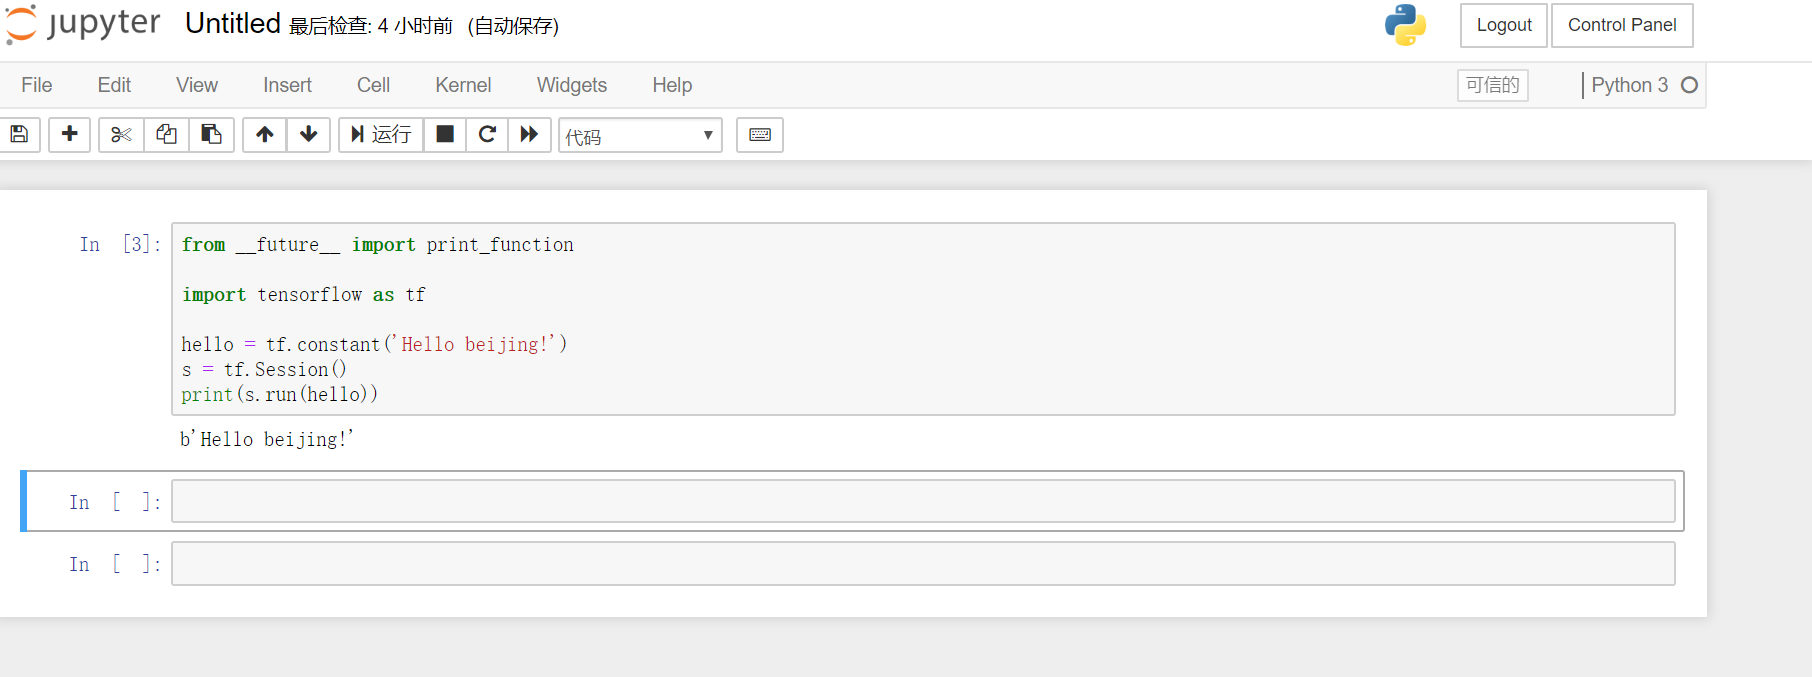 jupyter Untitled 最后检查: 4 小时前 (自动保存) Logout Control Panel
File Edit View Insert Cell Kernel Widgets Help 可信的 Python 3
运行 代码
In [3]: from __future__ import print_function
import tensorflow as tf
hello = tf.constant('Hello beijing!')
s = tf.Session()
print(s.run(hello))
b'Hello beijing!'
In [ ]:
In [ ]: